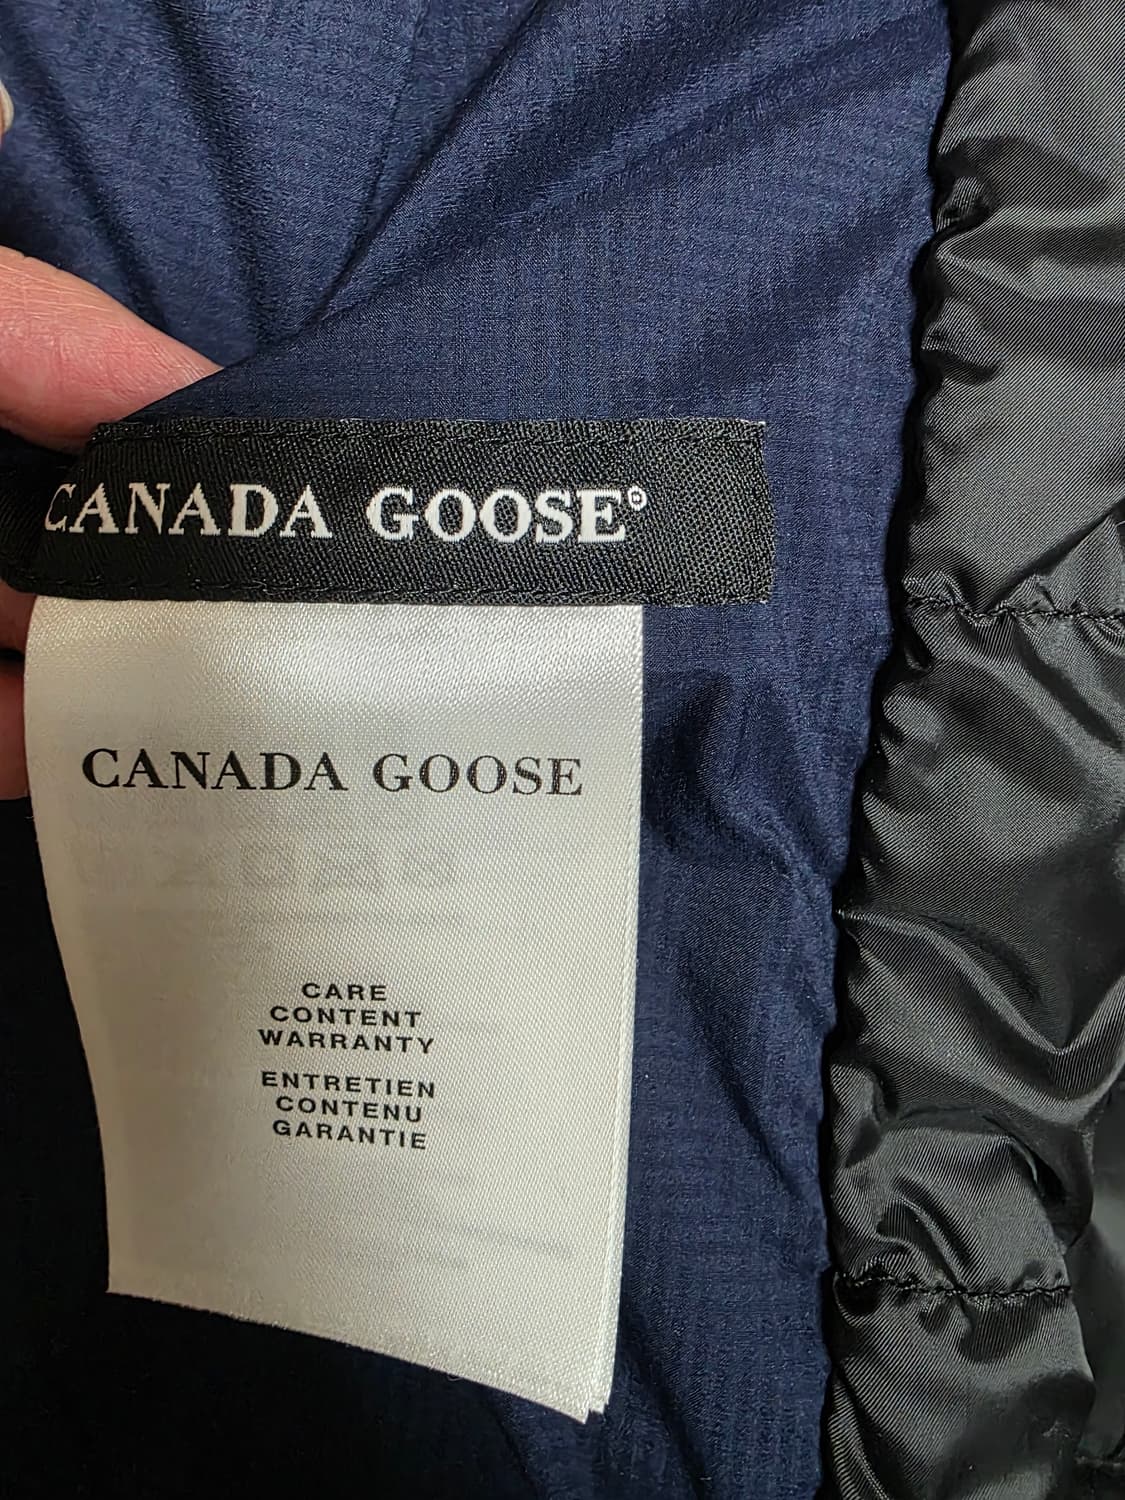 CANADA GOOSE®
CANADA GOOSE
CARE
CONTENT
WARRANTY
ENTRETIEN
CONTENU
GARANTIE